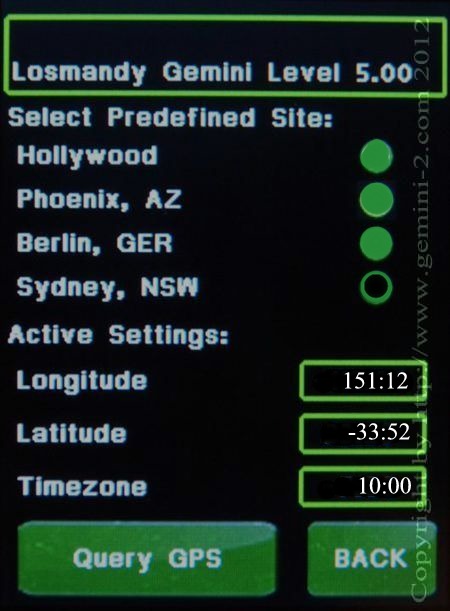 Losmandy Gemini Level 5.00
Select Predefined Site:
Hollywood
Phoenix, AZ
Berlin, GER
Sydney, NSW
Active Settings:
Longitude 151:12
Latitude -33:52
Timezone 10:00
Query GPS BACK
Copyright by http://www.gemini-2.com 2012